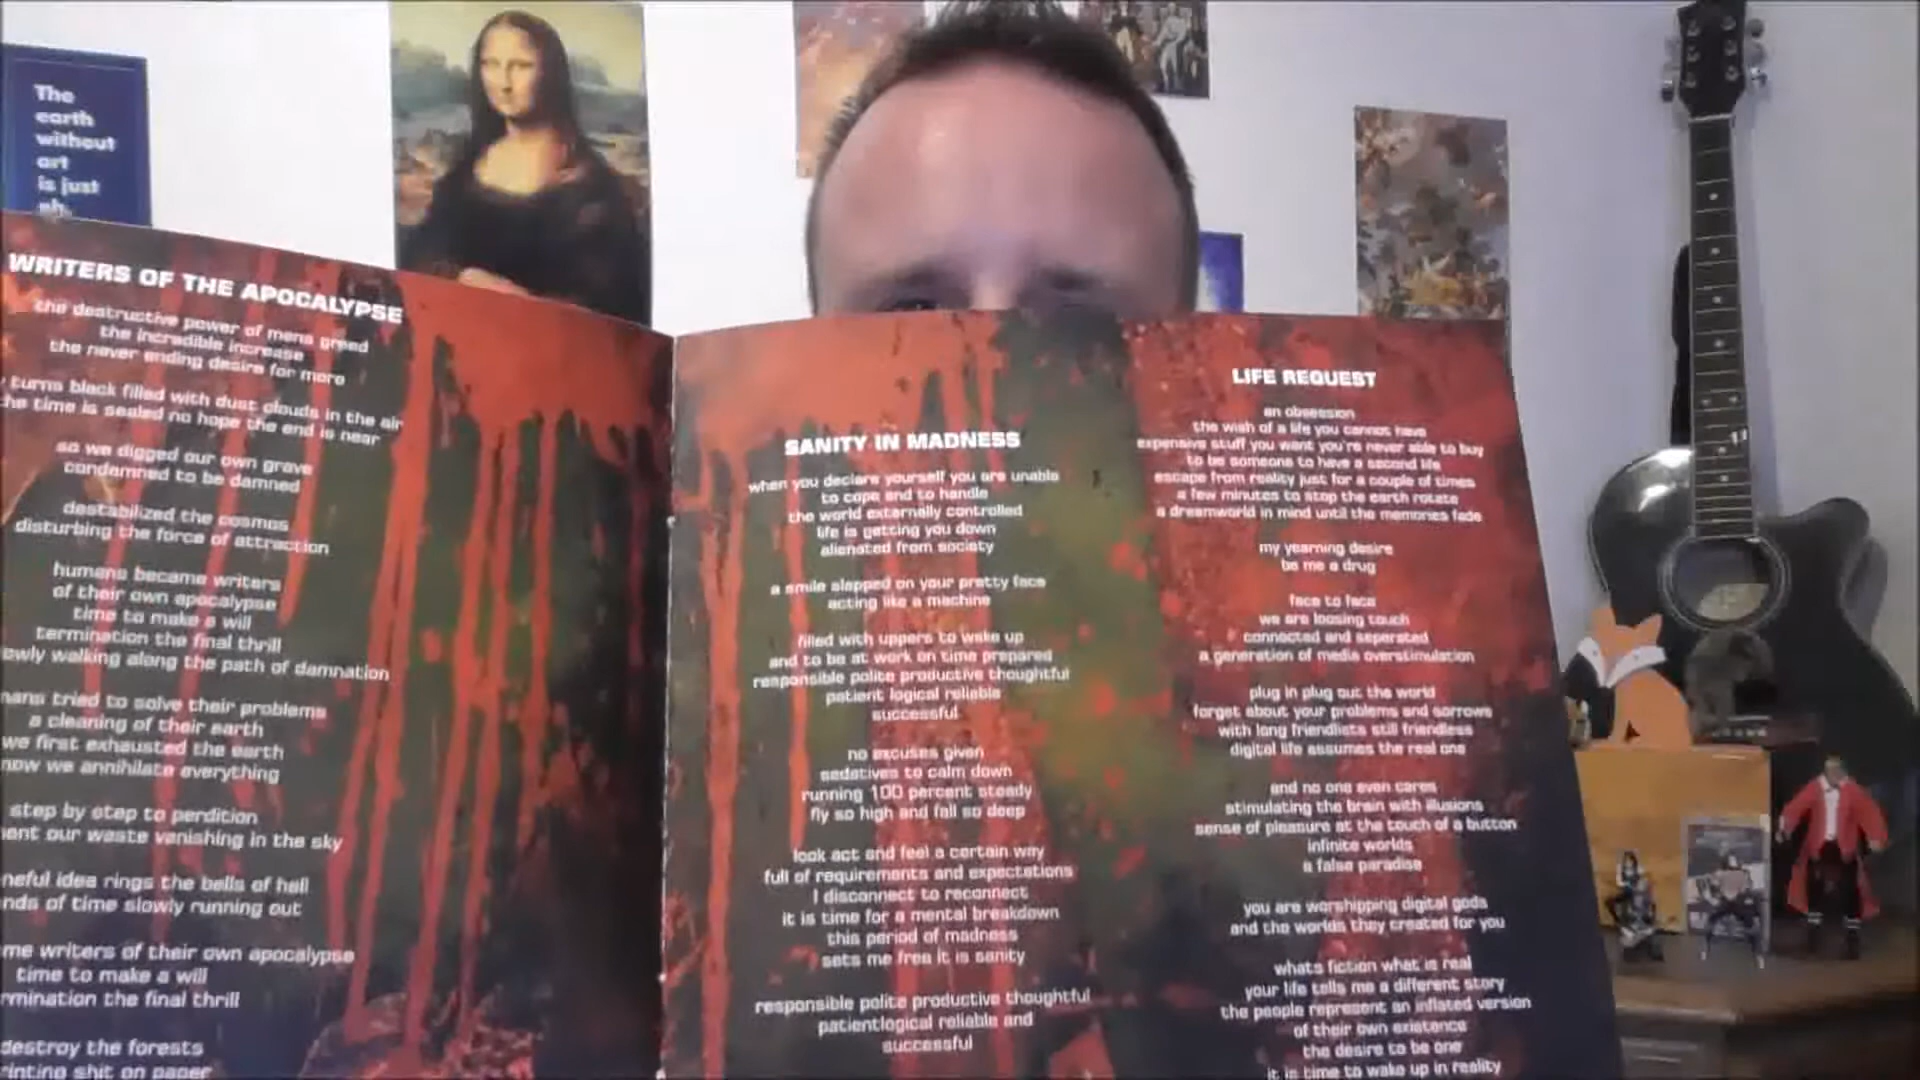 The
earth
without
art
is just
eh.
WRITERS OF THE APOCALYPSE
the destructive power of mens greed
the incredible increase
the never ending desire for more
turns black filled with dust clouds in the air
the time is sealed no hope the end is near
so we digged our own grave
condamned to be damned
destabilized the cosmos
disturbing the force of attraction
humans became writers
of their own apocalypse
time to make a will
termination the final thrill
owly walking along the path of damnation
mans tried to solve their problems
a cleaning of their earth
we first exhausted the earth
now we annihilate everything
step by step to perdition
our waste vanishing in the sky
idea rings the bells of hell
nds of time slowly running out
me writers of their own apocalypse
time to make a will
rmination the final thrill
destroy the forests
rinting shit on paper
SANITY IN MADNESS
when you declare yourself you are unable
to cope and to handle
the world externally controlled
life is getting you down
alienated from society
a smile slapped on your pretty face
acting like a machine
filled with uppers to wake up
and to be at work on time prepared
responsible polite productive thoughtful
patient logical reliable
successful
no excuses given
sedatives to calm down
running 100 percent steady
fly so high and fall so deep
look act and feel a certain way
full of requirements and expectations
I disconnect to reconnect
it is time for a mental breakdown
this period of madness
sets me free it is sanity
responsible polite productive thoughtful
patientlogical reliable and
successful
LIFE REQUEST
an obsession
the wish of a life you cannot have
expensive stuff you want you're never able to buy
to be someone to have a second life
escape from reality just for a couple of times
a few minutes to stop the earth rotate
a dreamworld in mind until the memories fade
my yearning desire
be me a drug
face to face
we are loosing touch
connected and seperated
a generation of media overstimulation
plug in plug out the world
forget about your problems and sorrows
with long friendlists still friendless
digital life assumes the real one
and no one even cares
stimulating the brain with illusions
sense of pleasure at the touch of a button
infinite worlds
a false paradise
you are worshipping digital gods
and the worlds they created for you
whats fiction what is real
your life tells me a different story
the people represent an inflated version
of their own existence
the desire to be one
it is time to wake up in reality